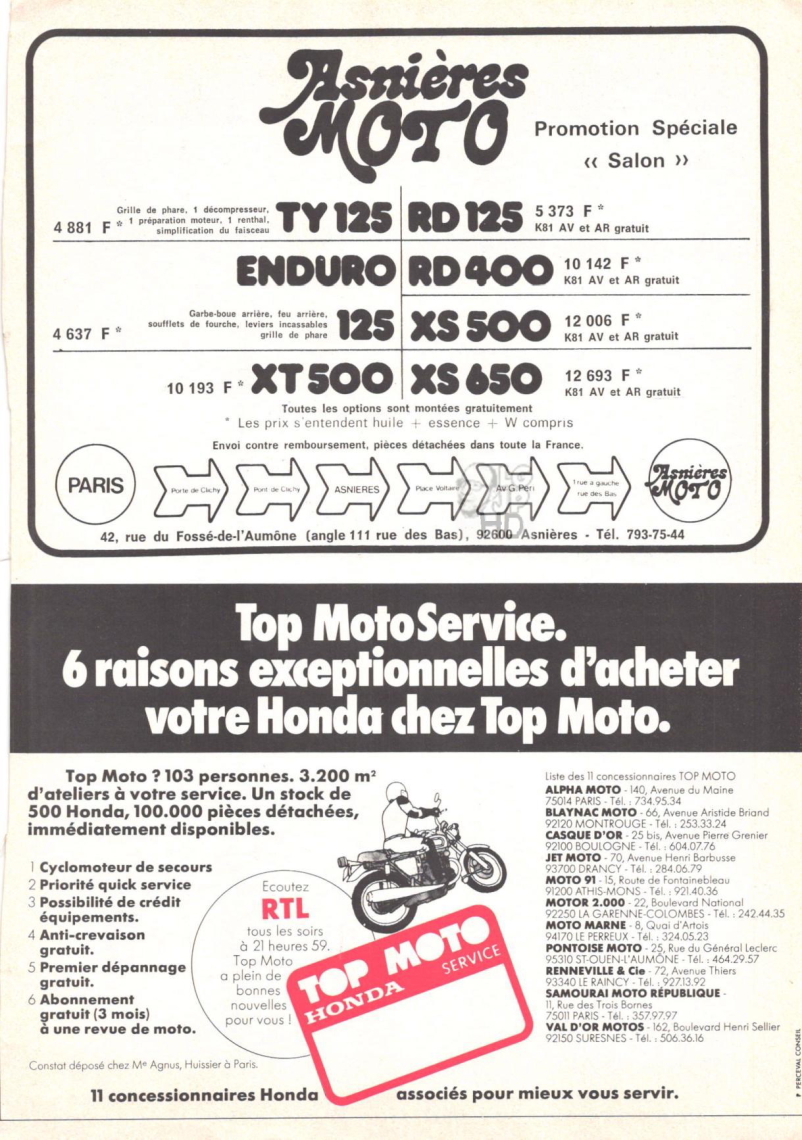 Asnières
MOTO
Promotion Spéciale
‹‹ Salon ››
4 881 F *
Grille de phare, 1 décompresseur,
1 préparation moteur, 1 renthal,
simplification du faisceau
TY 125
RD 125
5 373 F *
K81 AV et AR gratuit
ENDURO
RD 400
10 142 F *
K81 AV et AR gratuit
4 637 F *
Garbe-boue arrière, feu arrière,
soufflets de fourche, leviers incassables
grille de phare
125
XS 500
12 006 F *
K81 AV et AR gratuit
10 193 F *
XT 500
XS 650
12 693 F *
K81 AV et AR gratuit
Toutes les options sont montées gratuitement
* Les prix s'entendent huile + essence + W compris
Envoi contre remboursement, pièces détachées dans toute la France.
PARIS
Porte de Clichy
Pont de Clichy
ASNIERES
Place Voltaire
Av G.Péri
1 rue à gauche
rue des Bas
Asnières
MOTO
HD
42, rue du Fossé-de-l'Aumône (angle 111 rue des Bas), 92600 Asnières - Tél. 793-75-44
Top Moto Service.
6 raisons exceptionnelles d'acheter
votre Honda chez Top Moto.
Top Moto ? 103 personnes. 3.200 m²
d'ateliers à votre service. Un stock de
500 Honda, 100.000 pièces détachées,
immédiatement disponibles.
1 Cyclomoteur de secours
2 Priorité quick service
3 Possibilité de crédit
équipements.
4 Anti-crevaison
gratuit.
5 Premier dépannage
gratuit.
6 Abonnement
gratuit (3 mois)
à une revue de moto.
Ecoutez
RTL
tous les soirs
à 21 heures 59.
Top Moto
a plein de
bonnes
nouvelles
pour vous !
TOP MOTO
HONDA SERVICE
Liste des 11 concessionnaires TOP MOTO
ALPHA MOTO - 140, Avenue du Maine
75014 PARIS - Tél. : 734.95.34
BLAYNAC MOTO - 66, Avenue Aristide Briand
92120 MONTROUGE - Tél. : 253.33.24
CASQUE D'OR - 25 bis, Avenue Pierre Grenier
92100 BOULOGNE - Tél. : 604.07.76
JET MOTO - 70, Avenue Henri Barbusse
93700 DRANCY - Tél. : 284.06.79
MOTO 91 - 15, Route de Fontainebleau
91200 ATHIS-MONS - Tél. : 921.40.36
MOTOR 2.000 - 22, Boulevard National
92250 LA GARENNE-COLOMBES - Tél. : 242.44.35
MOTO MARNE - 8, Quai d'Artois
94170 LE PERREUX - Tél. : 324.05.23
PONTOISE MOTO - 25, Rue du Général Leclerc
95310 ST-OUEN-L'AUMÔNE - Tél. : 464.29.57
RENNEVILLE & Cie - 72, Avenue Thiers
93340 LE RAINCY - Tél. : 927.13.92
SAMOURAI MOTO RÉPUBLIQUE -
11, Rue des Trois Bornes
75011 PARIS - Tél. : 357.97.97
VAL D'OR MOTOS - 162, Boulevard Henri Sellier
92150 SURESNES - Tél. : 506.36.16
Constat déposé chez Mᵉ Agnus, Huissier à Paris.
11 concessionnaires Honda associés pour mieux vous servir.
PERCEVAL CONSEIL